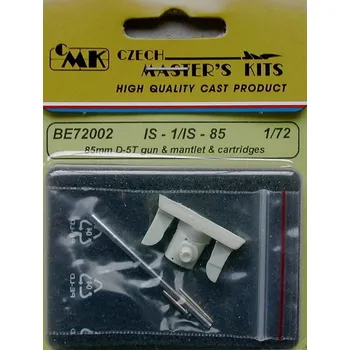 CMK
CZECH
MASTER'S KITS
HIGH QUALITY CAST PRODUCT
BE72002 IS - 1/IS - 85 1/72
85mm D-5T gun & mantlet & cartridges